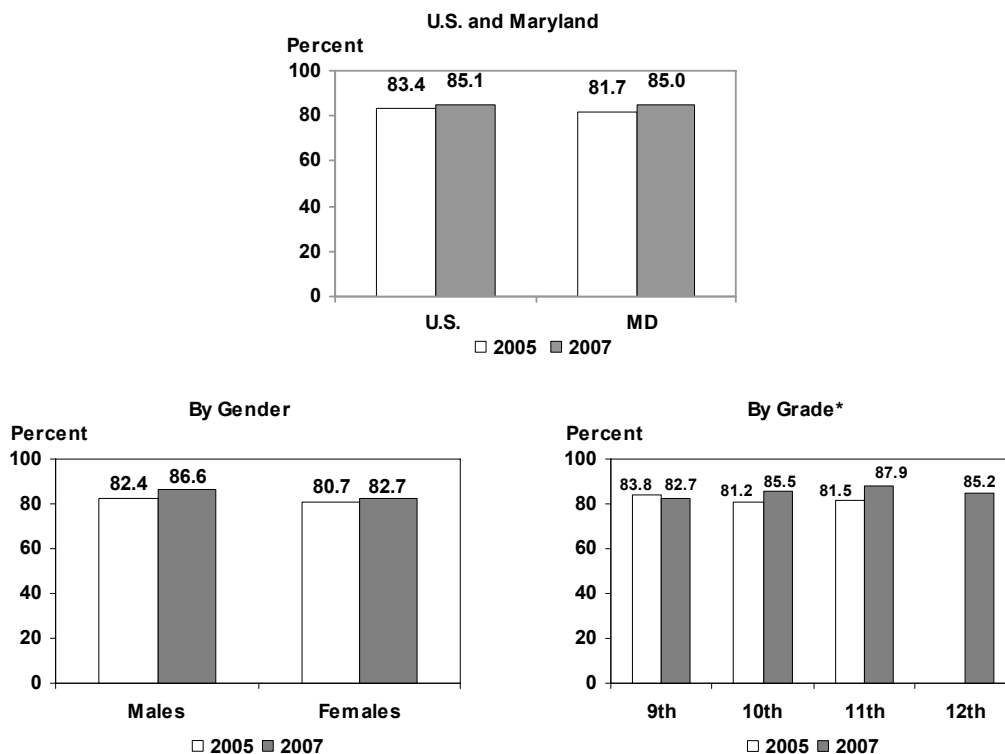 U.S. and Maryland
Percent
100
80
60
40
20
0
83.4
85.1
81.7
85.0
U.S.
MD
2005
2007
By Gender
Percent
100
80
60
40
20
0
82.4
86.6
80.7
82.7
Males
Females
2005
2007
By Grade*
Percent
100
80
60
40
20
0
83.8
82.7
81.2
85.5
81.5
87.9
85.2
9th
10th
11th
12th
2005
2007